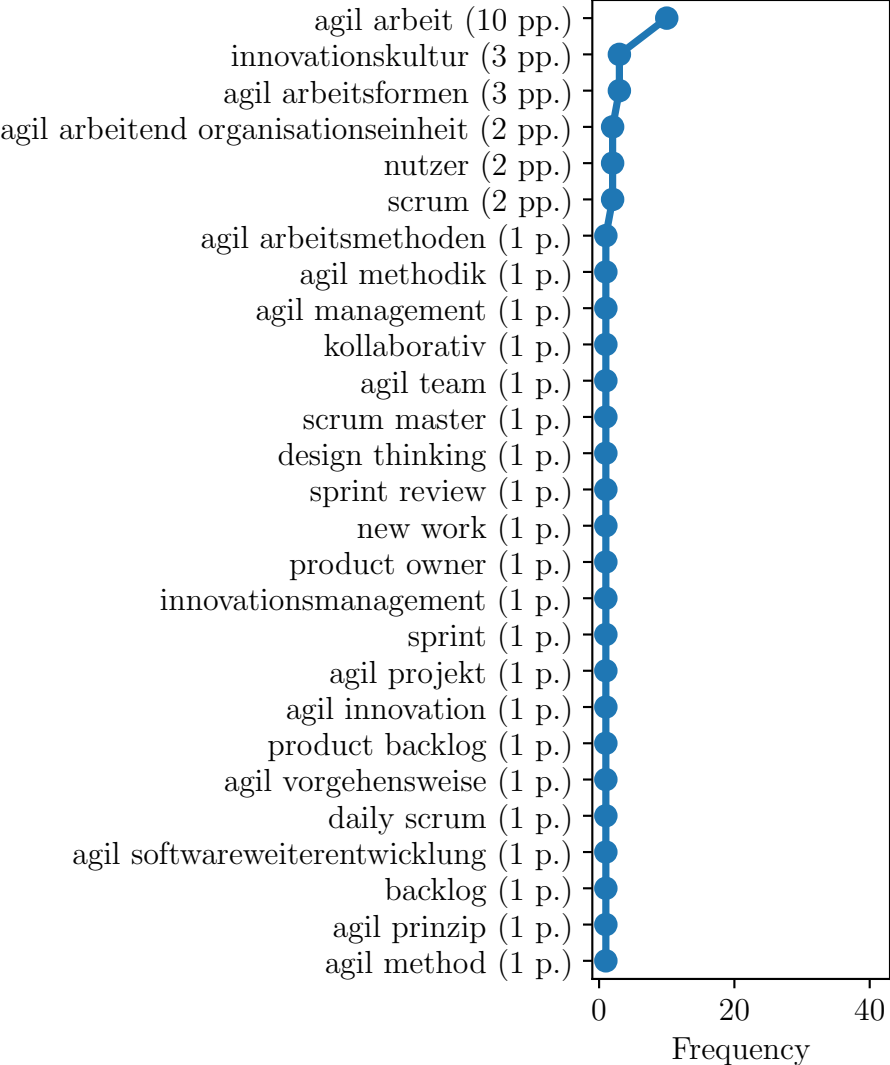 agil arbeit (10 pp.)
innovationskultur (3 pp.)
agil arbeitsformen (3 pp.)
agil arbeitend organisationseinheit (2 pp.)
nutzer (2 pp.)
scrum (2 pp.)
agil arbeitsmethoden (1 p.)
agil methodik (1 p.)
agil management (1 p.)
kollaborativ (1 p.)
agil team (1 p.)
scrum master (1 p.)
design thinking (1 p.)
sprint review (1 p.)
new work (1 p.)
product owner (1 p.)
innovationsmanagement (1 p.)
sprint (1 p.)
agil projekt (1 p.)
agil innovation (1 p.)
product backlog (1 p.)
agil vorgehensweise (1 p.)
daily scrum (1 p.)
agil softwareweiterentwicklung (1 p.)
backlog (1 p.)
agil prinzip (1 p.)
agil method (1 p.)
0 20 40
Frequency